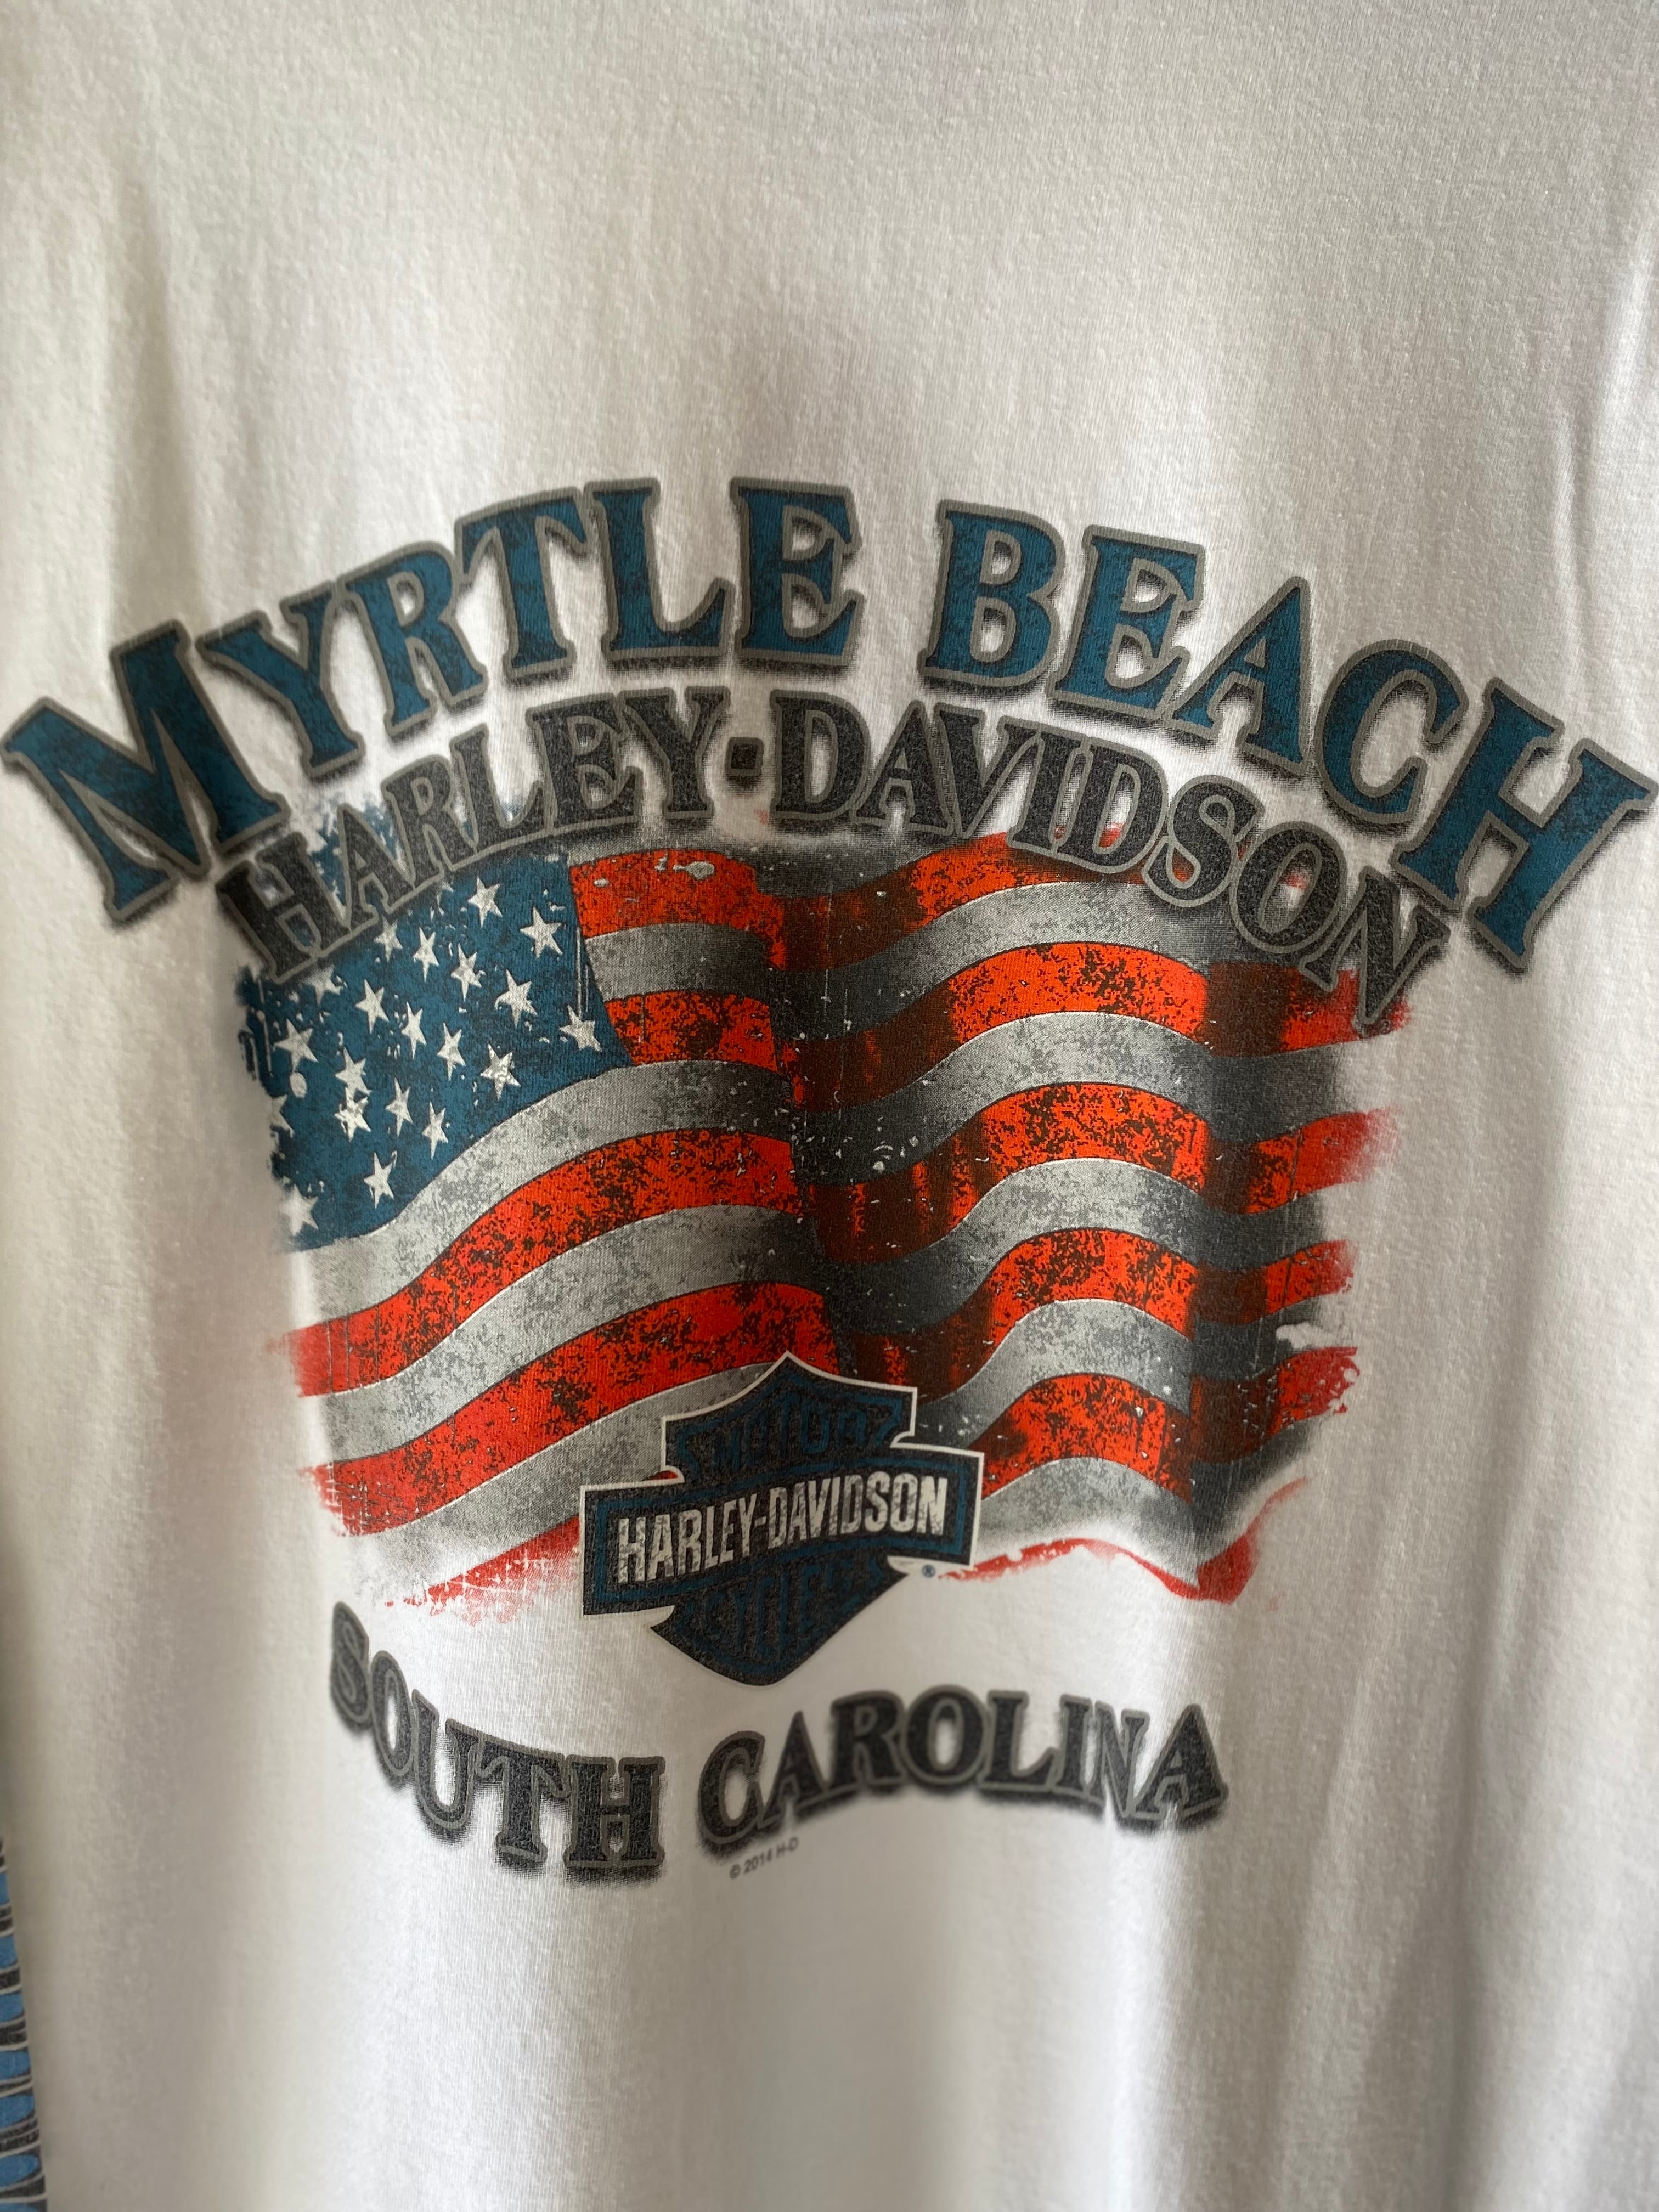 MYRTLE BEACH
HARLEY-DAVIDSON
MOTOR
HARLEY-DAVIDSON
CYCLES
®
SOUTH CAROLINA
© 2014 H-D